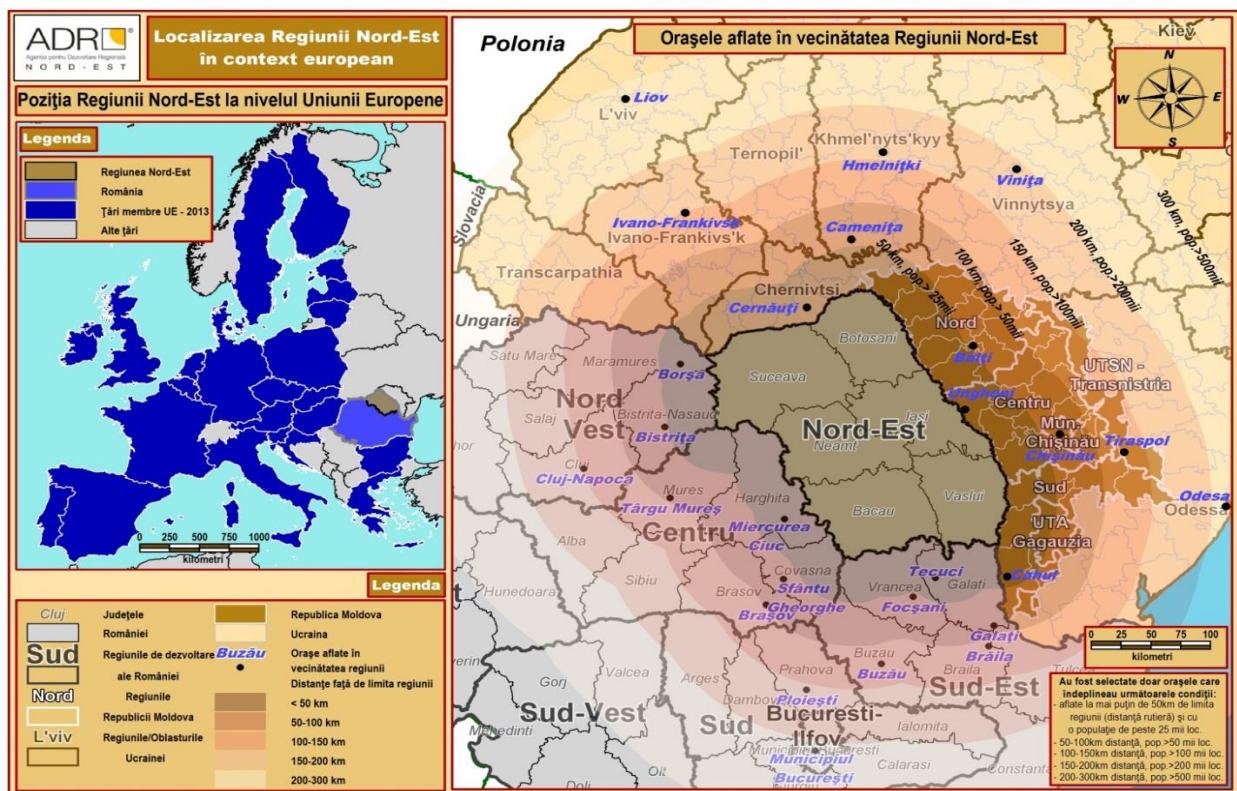 ADR
Agenția pentru Dezvoltare Regională
NORD-EST
Localizarea Regiunii Nord-Est
în context european
Poziția Regiunii Nord-Est la nivelul Uniunii Europene
Legenda
Regiunea Nord-Est
România
Țări membre UE - 2013
Alte țări
0 250 500 750 1000
kilometri
Legenda
Cluj
Județele
României
Sud
Regiunile de dezvoltare
ale României
Nord
Regiunile
Republicii Moldova
L'viv
Regiunile/Oblasturile
Ucrainei
Republica Moldova
Ucraina
Buzău
Orașe aflate în
vecinătatea regiunii
Distanțe față de limita regiunii
< 50 km
50-100 km
100-150 km
150-200 km
200-300 km
Orașele aflate în vecinătatea Regiunii Nord-Est
Polonia
Kiev
N
W
E
S
Liov
L'viv
Khmel'nyts'kyy
Ternopil'
Hmelnițki
Vinița
Vinnytsya
Slovacia
Ivano-Frankivsk
Ivano-Frankivs'k
Camenița
50 km, pop.> 25mii
100 km, pop.> 50mii
150 km, pop.>100mii
200 km, pop.>200mii
300 km, pop.>500mii
Transcarpathia
Chernivtsi
Cernăuți
Ungaria
Nord
Botosani
Satu Mare
Maramures
Bălți
Borșa
Suceava
UTSN -
Transnistria
Ungheni
Nord
Vest
Salaj
Bistrita-Nasaud
Centru
Iasi
Nord-Est
Mun.
Chișinău
Bistrița
Neamt
Chișinău
Tiraspol
hor
Cluj
Cluj-Napoca
Sud
Mures
Harghita
Vaslui
Odesa
Odessa
Târgu Mureș
Bacau
UTA
Gagauzia
Centru
Miercurea
Ciuc
Alba
Tecuci
Cahul
Covasna
Vrancea
Galati
Sibiu
Sfântu
Gheorghe
Hunedoara
Brasov
Brașov
Focșani
Galați
Brăila
Buzau
Buzău
Braila
Tulcea
Valcea
Prahova
Gorj
Arges
Sud-Est
Dambov
Ploiești
Sud-Vest
Sud
Bucuresti-
Ilfov
Ialomita
Mehedinti
Municipiul
București
Olt
Calarasi
Constanta
Dolj
0 25 50 75 100
kilometri
Au fost selectate doar orașele care
îndeplineau următoarele condiții:
- aflate la mai puțin de 50km de limita
regiunii (distanță rutieră) și cu
o populație de peste 25 mii loc.
- 50-100km distanță, pop.>50 mii loc.
- 100-150km distanță, pop.>100 mii loc.
- 150-200km distanță, pop.>200 mii loc.
- 200-300km distanță, pop.>500 mii loc.